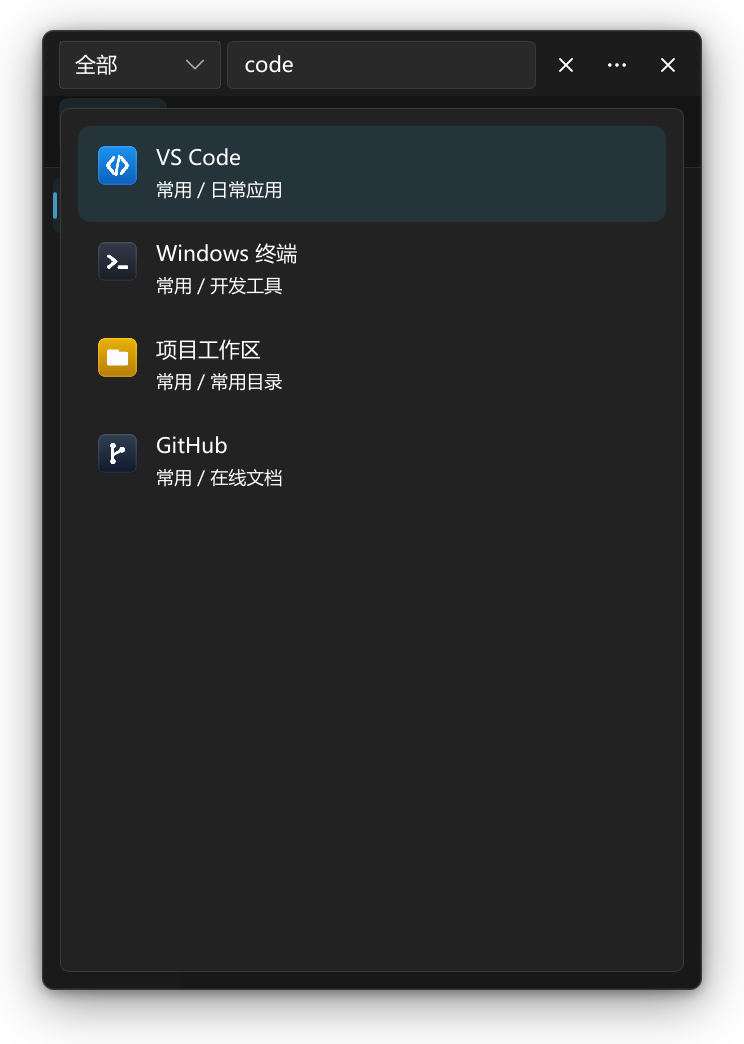 全部
code
VS Code
常用 / 日常应用
Windows 终端
常用 / 开发工具
项目工作区
常用 / 常用目录
GitHub
常用 / 在线文档